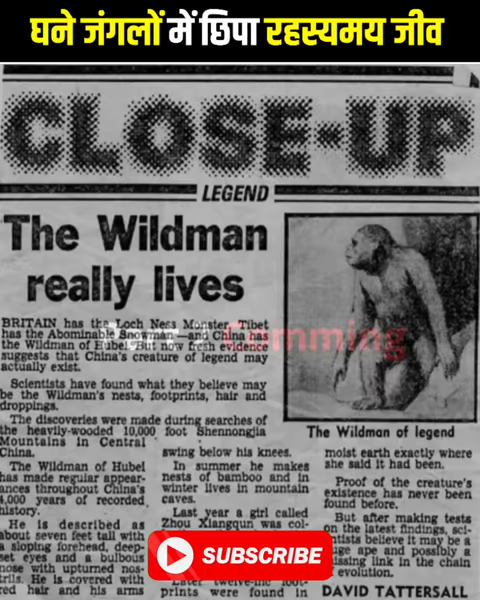 घने जंगलों में छिपा रहस्यमय जीव
CLOSE-UP
LEGEND
The Wildman
really lives
The Wildman of legend
BRITAIN has the Loch Ness Monster, Tibet
has the Abominable Snowman—and China has
the Wildman of Hubel. But now fresh evidence
suggests that China's creature of legend may
actually exist.
Scientists have found what they believe may
be the Wildman's nests, footprints, hair and
droppings.
The discoveries were made during searches of
the heavily-wooded 10,000 foot Shennongjia
Mountains in Central
China.
The Wildman of Hubel
has made regular appear-
ances throughout China's
4,000 years of recorded
history.
He is described as
about seven feet tall with
a sloping forehead, deep-
set eyes and a bulbous
nose with upturned nos-
trils. He is covered with
red hair and his arms
swing below his knees.
In summer he makes
nests of bamboo and in
winter lives in mountain
caves.
Last year a girl called
Zhou Xiangqun was col-
Later twelve-inc foot-
prints were found in
moist earth exactly where
she said it had been.
Proof of the creature's
existence has never been
found before.
But after making tests
on the latest findings, sci-
ntists believe it may be a
uge ape and possibly a
issing link in the chain
f evolution.
DAVID TATTERSALL
SUBSCRIBE